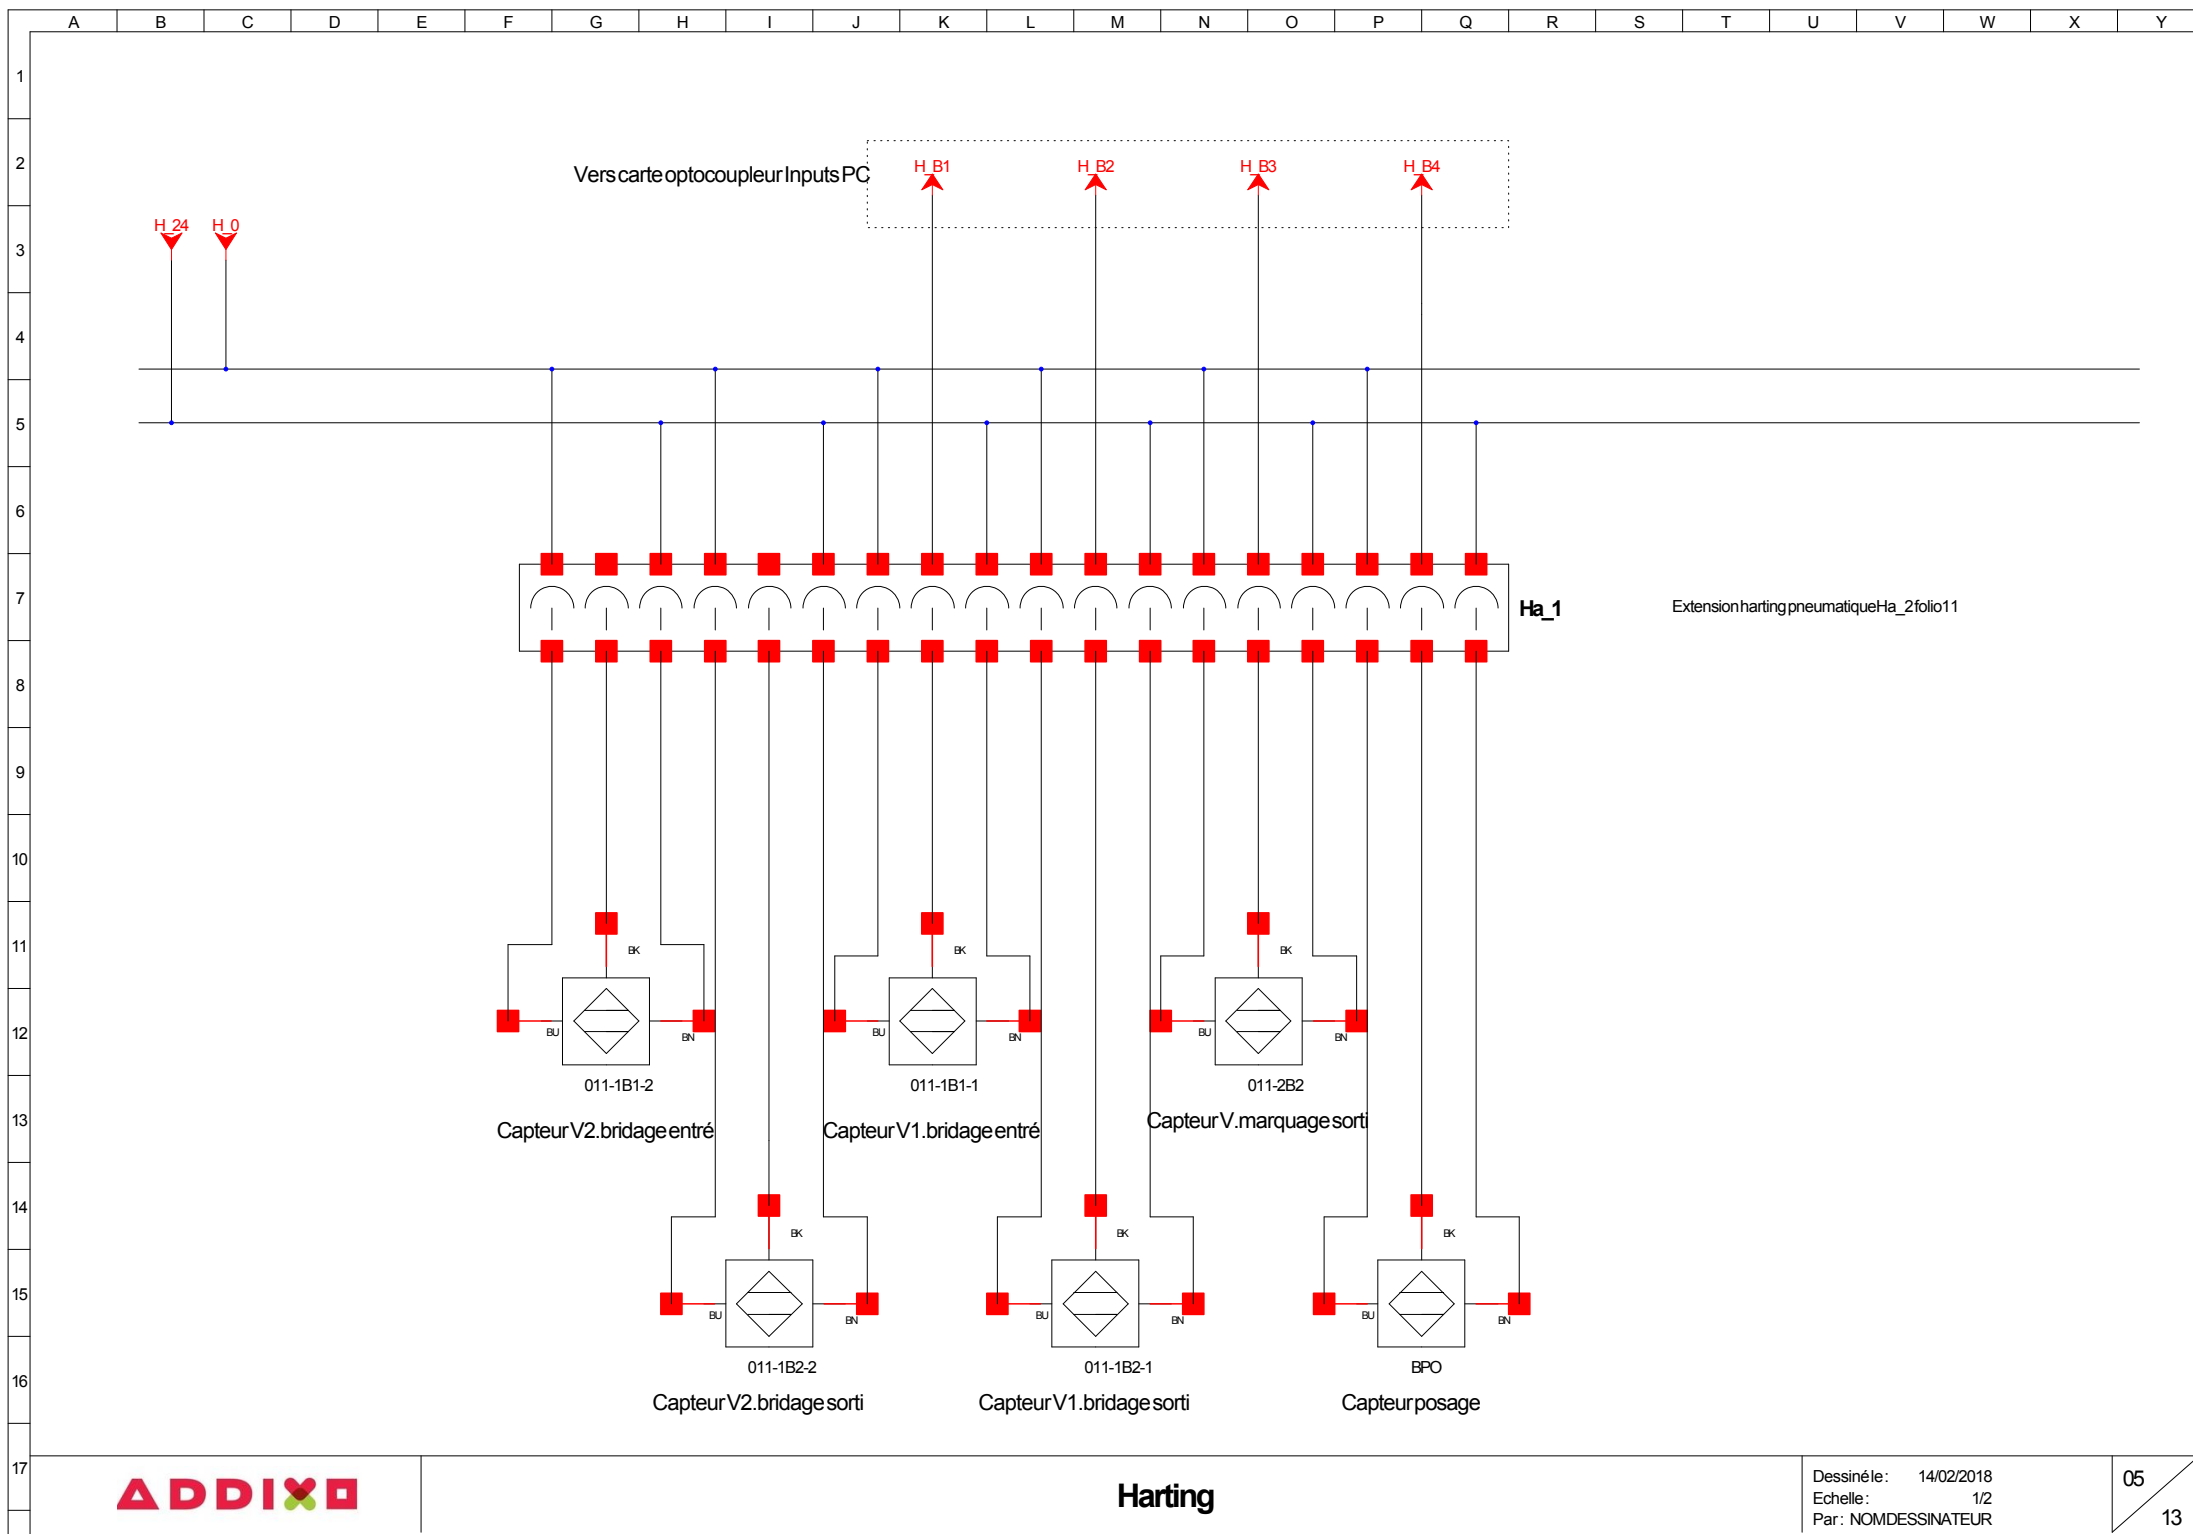 A B C D E F G H I J K L M N O P Q R S T U V W X Y
1
2
3
4
5
6
7
8
9
10
11
12
13
14
15
16
17
Vers carte optocoupleur Inputs PC
H_B1 H_B2 H_B3 H_B4
H_24 H_0
Ha_1
Extension harting pneumatique Ha_2 folio 11
BK BK BK
BU BN BU BN BU BN
011-1B1-2 011-1B1-1 011-2B2
Capteur V2.bridage entré Capteur V1.bridage entré Capteur V.marquage sorti
BK BK BK
BU BN BU BN BU BN
011-1B2-2 011-1B2-1 BPO
Capteur V2.bridage sorti Capteur V1.bridage sorti Capteur posage
ADDIXO
Harting
Dessiné le: 14/02/2018
Echelle: 1/2
Par: NOMDESSINATEUR
05
13